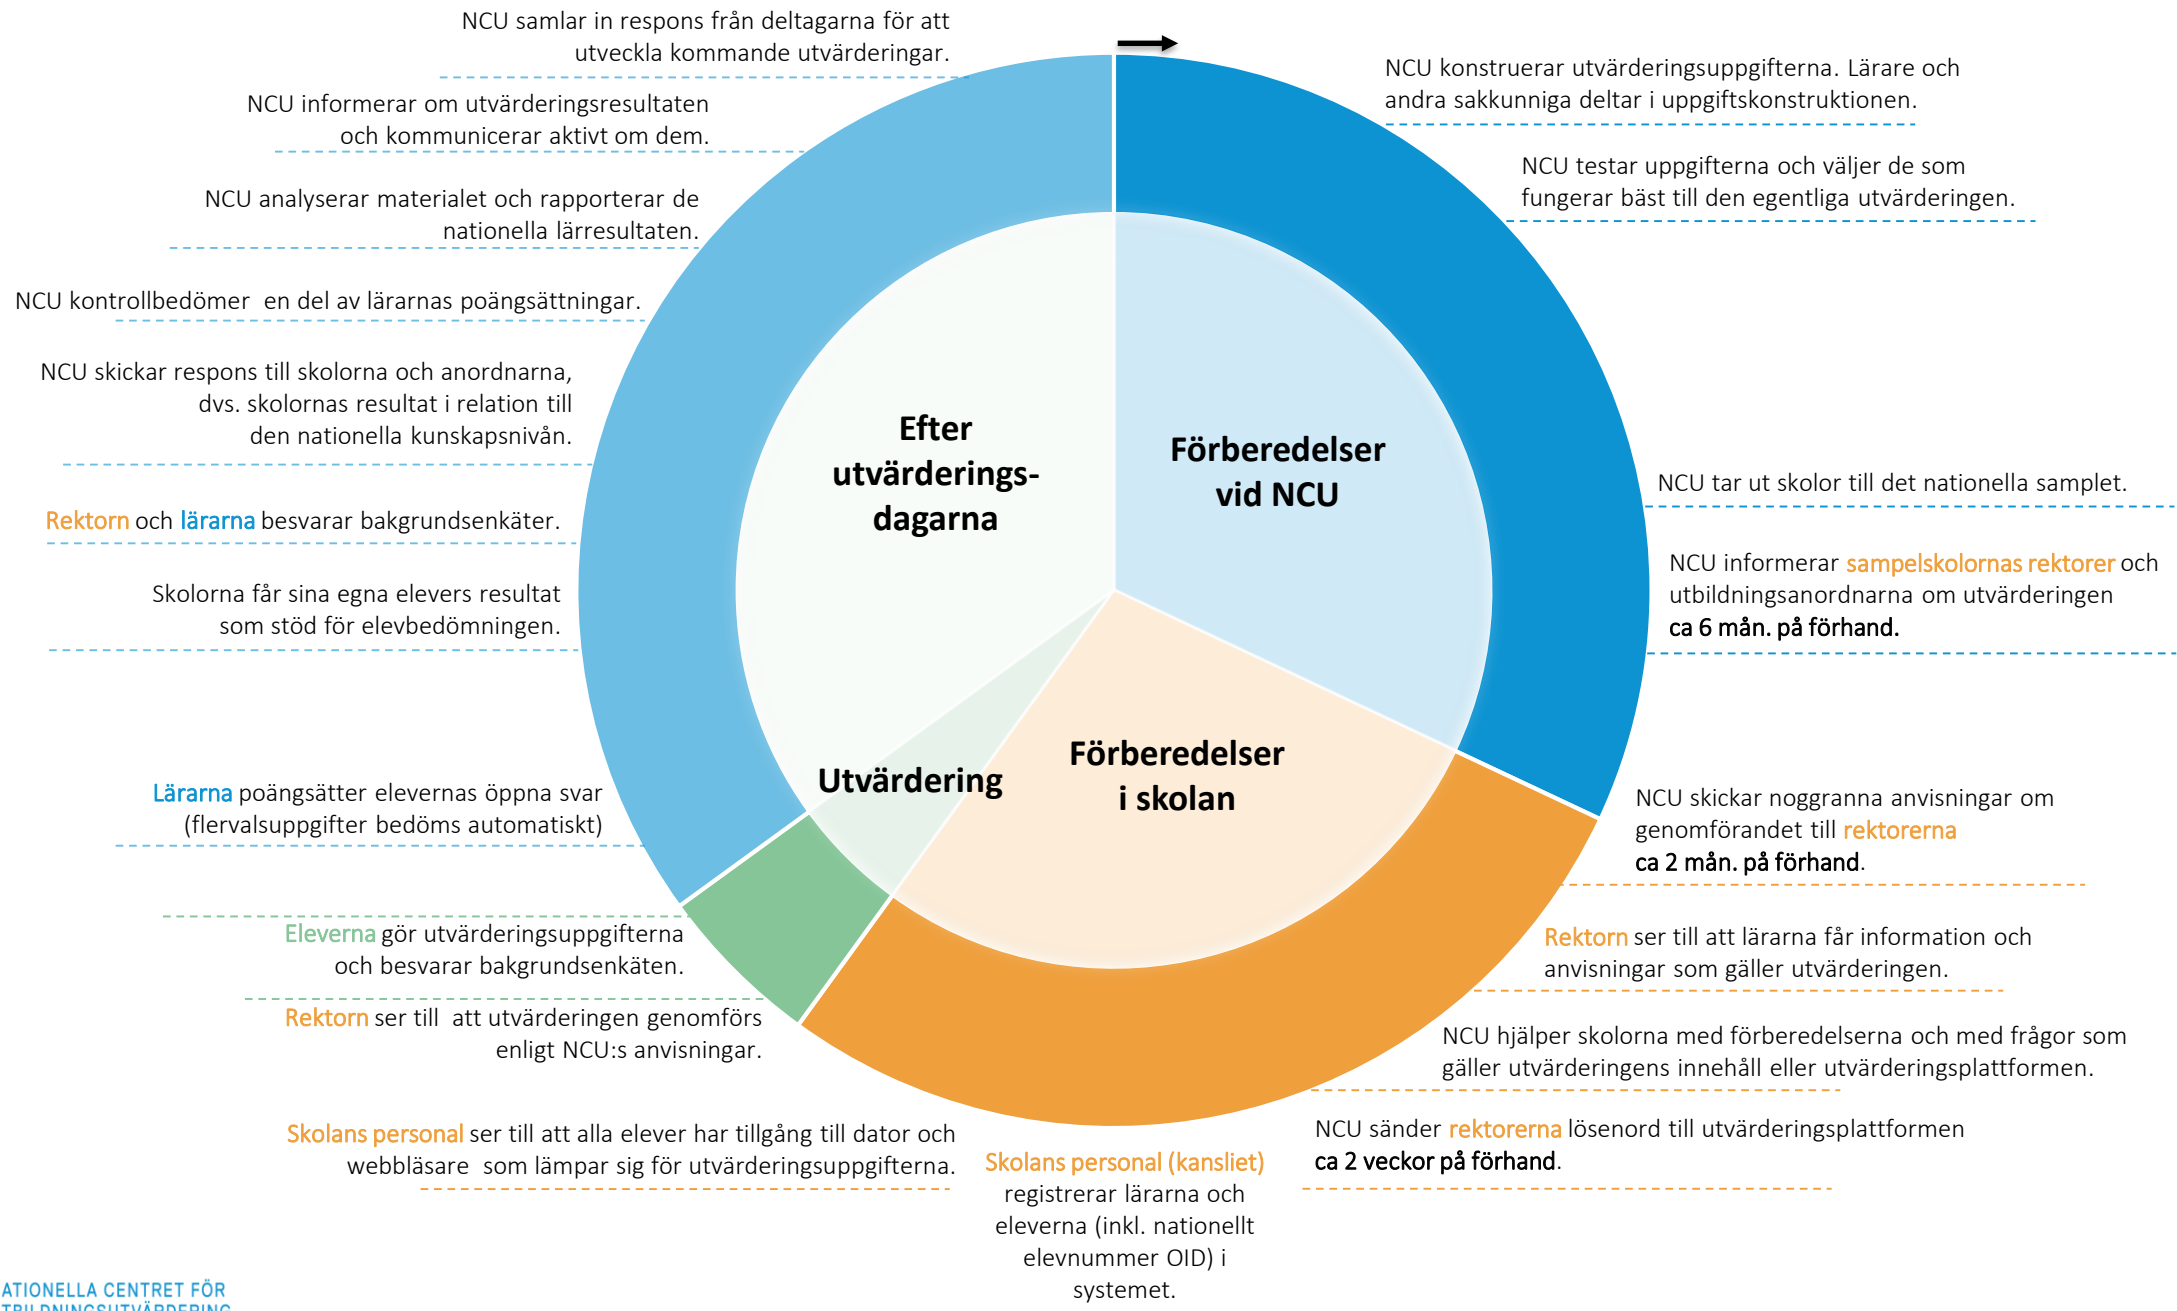 NCU samlar in respons från deltagarna för att
utveckla kommande utvärderingar.
NCU informerar om utvärderingsresultaten
och kommunicerar aktivt om dem.
NCU analyserar materialet och rapporterar de
nationella lärresultaten.
NCU kontrollbedömer en del av lärarnas poängsättningar.
NCU skickar respons till skolorna och anordnarna,
dvs. skolornas resultat i relation till
den nationella kunskapsnivån.
Rektorn och lärarna besvarar bakgrundsenkäter.
Skolorna får sina egna elevers resultat
som stöd för elevbedömningen.
Lärarna poängsätter elevernas öppna svar
(flervalsuppgifter bedöms automatiskt)
Eleverna gör utvärderingsuppgifterna
och besvarar bakgrundsenkäten.
Rektorn ser till att utvärderingen genomförs
enligt NCU:s anvisningar.
Skolans personal ser till att alla elever har tillgång till dator och
webbläsare som lämpar sig för utvärderingsuppgifterna.
Efter
utvärderings-
dagarna
Förberedelser
vid NCU
Utvärdering
Förberedelser
i skolan
NCU konstruerar utvärderingsuppgifterna. Lärare och
andra sakkunniga deltar i uppgiftskonstruktionen.
NCU testar uppgifterna och väljer de som
fungerar bäst till den egentliga utvärderingen.
NCU tar ut skolor till det nationella samplet.
NCU informerar sampelskolornas rektorer och
utbildningsanordnarna om utvärderingen
ca 6 mån. på förhand.
NCU skickar noggranna anvisningar om
genomförandet till rektorerna
ca 2 mån. på förhand.
Rektorn ser till att lärarna får information och
anvisningar som gäller utvärderingen.
NCU hjälper skolorna med förberedelserna och med frågor som
gäller utvärderingens innehåll eller utvärderingsplattformen.
NCU sänder rektorerna lösenord till utvärderingsplattformen
ca 2 veckor på förhand.
Skolans personal (kansliet)
registrerar lärarna och
eleverna (inkl. nationellt
elevnummer OID) i
systemet.
ATIONELLA CENTRET FÖR
TBILDNINGSUTVÄRDERING